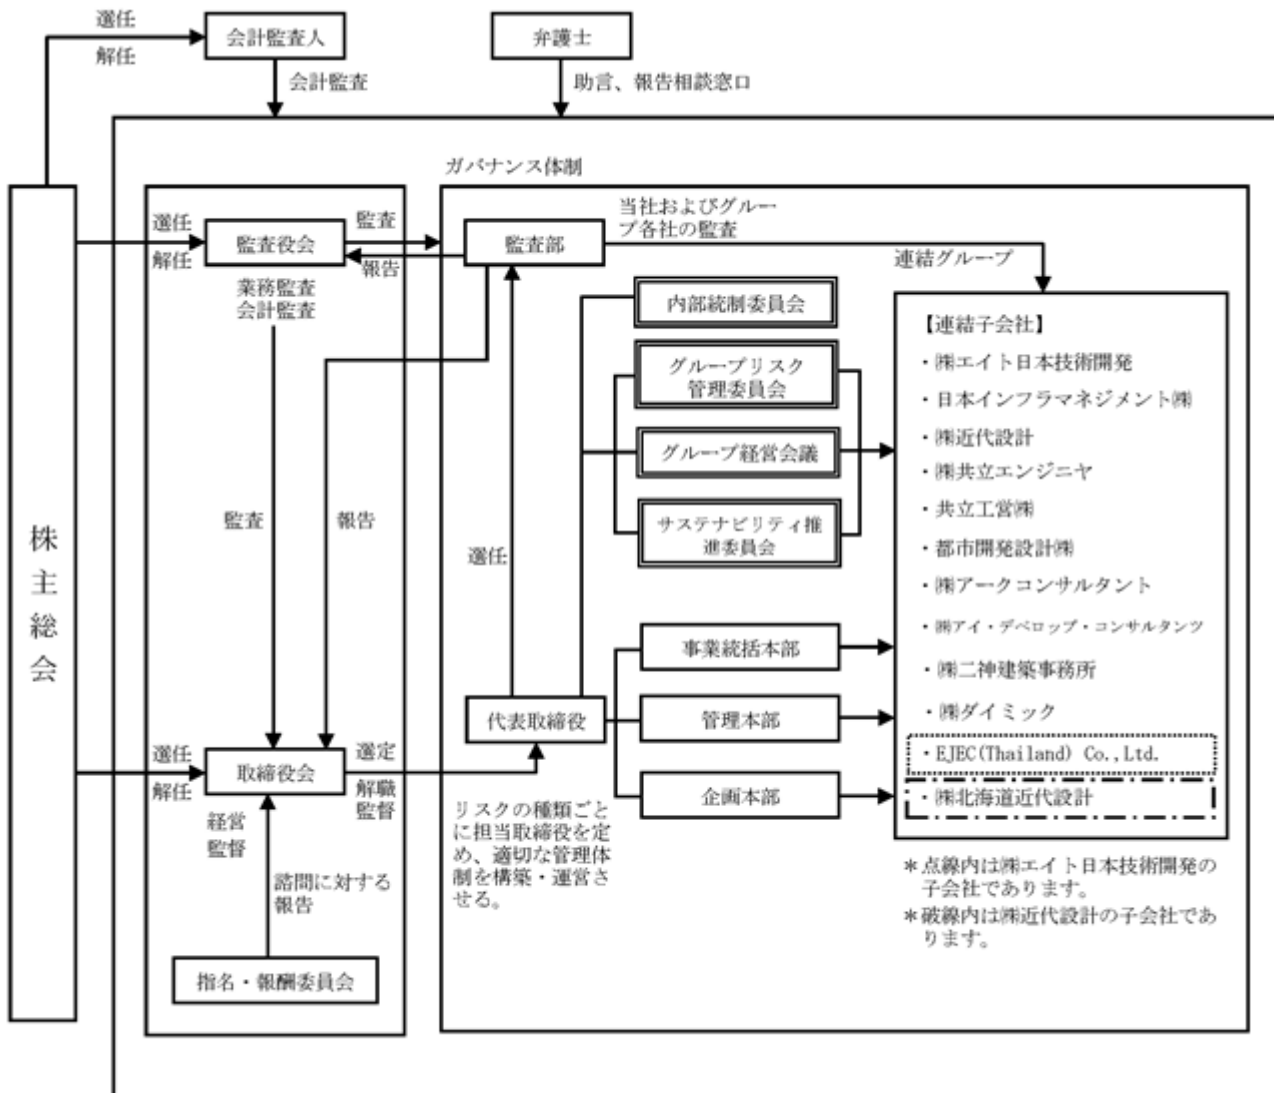 選任
解任
会計監査人
会計監査
弁護士
助言、報告相談窓口
ガバナンス体制
株主総会
選任
解任
監査役会
業務監査
会計監査
監査
報告
監査部
当社およびグルー
プ各社の監査
連結グループ
内部統制委員会
グループリスク
管理委員会
グループ経営会議
サステナビリティ推
進委員会
監査
報告
選任
事業統括本部
代表取締役
管理本部
企画本部
選任
解任
取締役会
選定
解職
監督
経営
監督
諮問に対する
報告
指名・報酬委員会
リスクの種類ごと
に担当取締役を定
め、適切な管理体
制を構築・運営さ
せる。
【連結子会社】
・㈱エイト日本技術開発
・日本インフラマネジメント㈱
・㈱近代設計
・㈱共立エンジニヤ
・共立工営㈱
・都市開発設計㈱
・㈱アークコンサルタント
・㈱アイ・デベロップ・コンサルタンツ
・㈱二神建築事務所
・㈱ダイミック
・EJEC(Thailand) Co.,Ltd.
・㈱北海道近代設計
＊点線内は㈱エイト日本技術開発の
子会社であります。
＊破線内は㈱近代設計の子会社であ
ります。